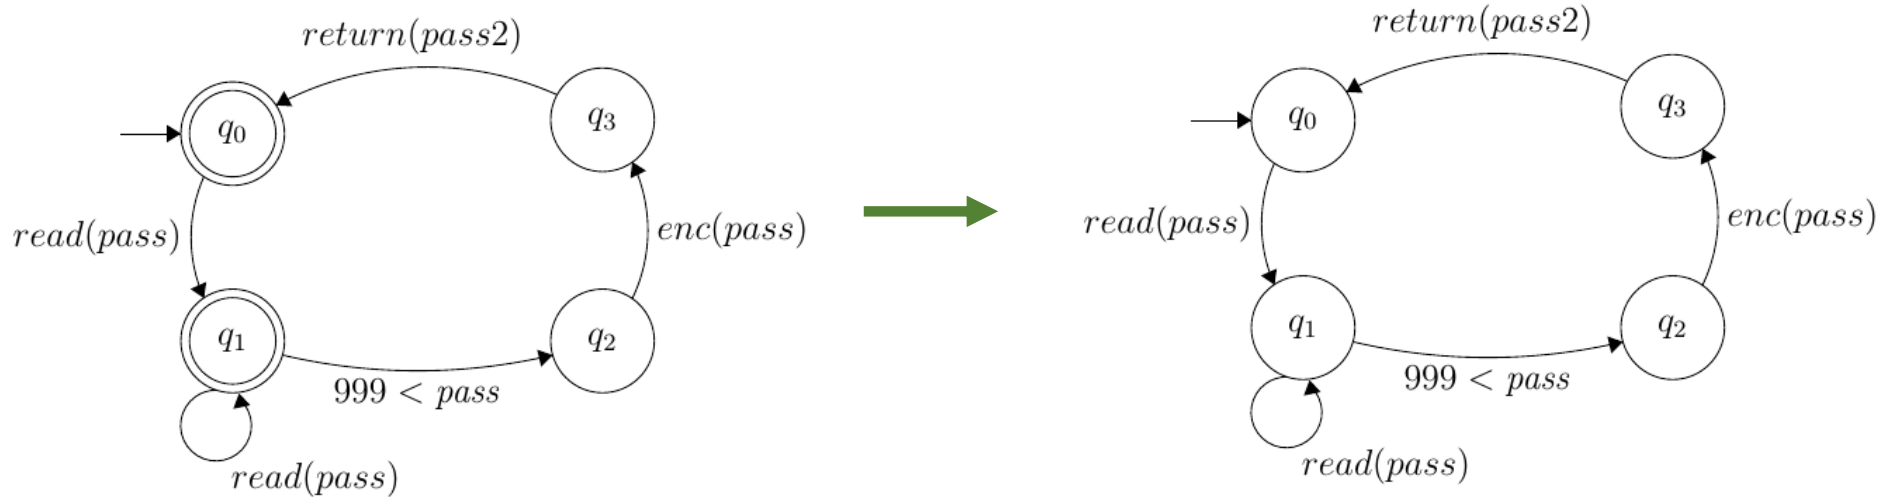 return(pass2)
q0
q3
read(pass)
enc(pass)
q1
q2
999 < pass
read(pass)
return(pass2)
q0
q3
read(pass)
enc(pass)
q1
q2
999 < pass
read(pass)